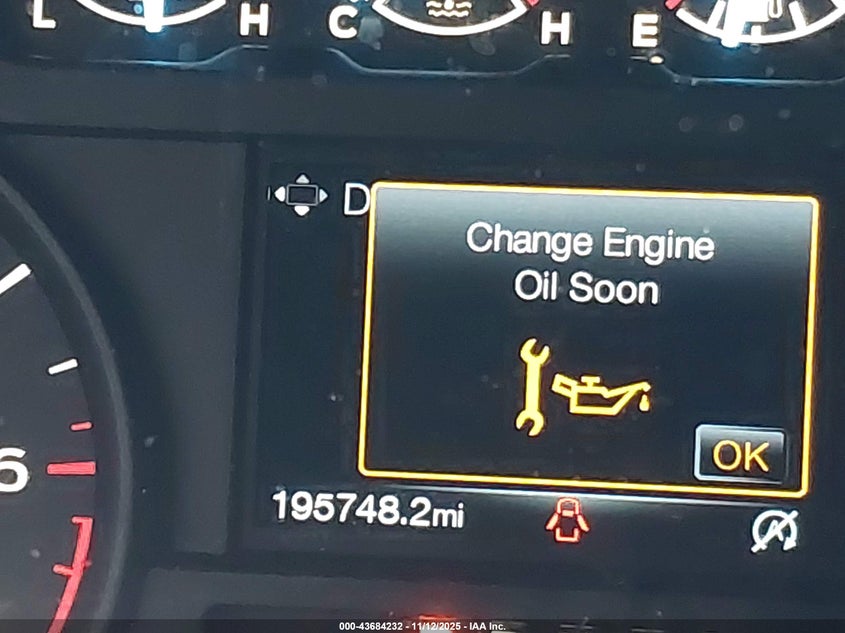 L H C H E
D
Change Engine
Oil Soon
OK
6
195748.2mi
000-43684232 - 11/12/2025 - IAA Inc.